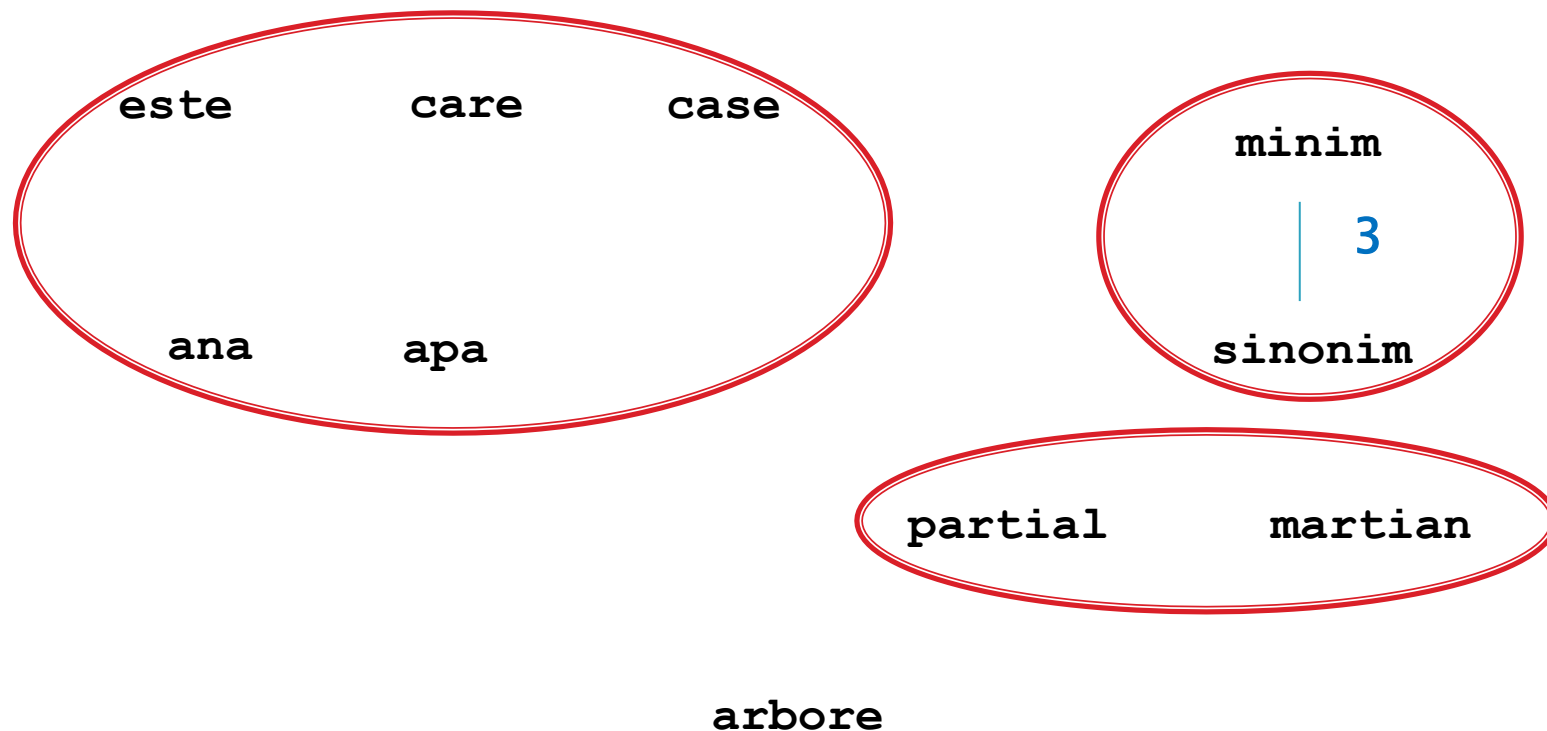 este care case
minim
3
ana apa
sinonim
partial martian
arbore